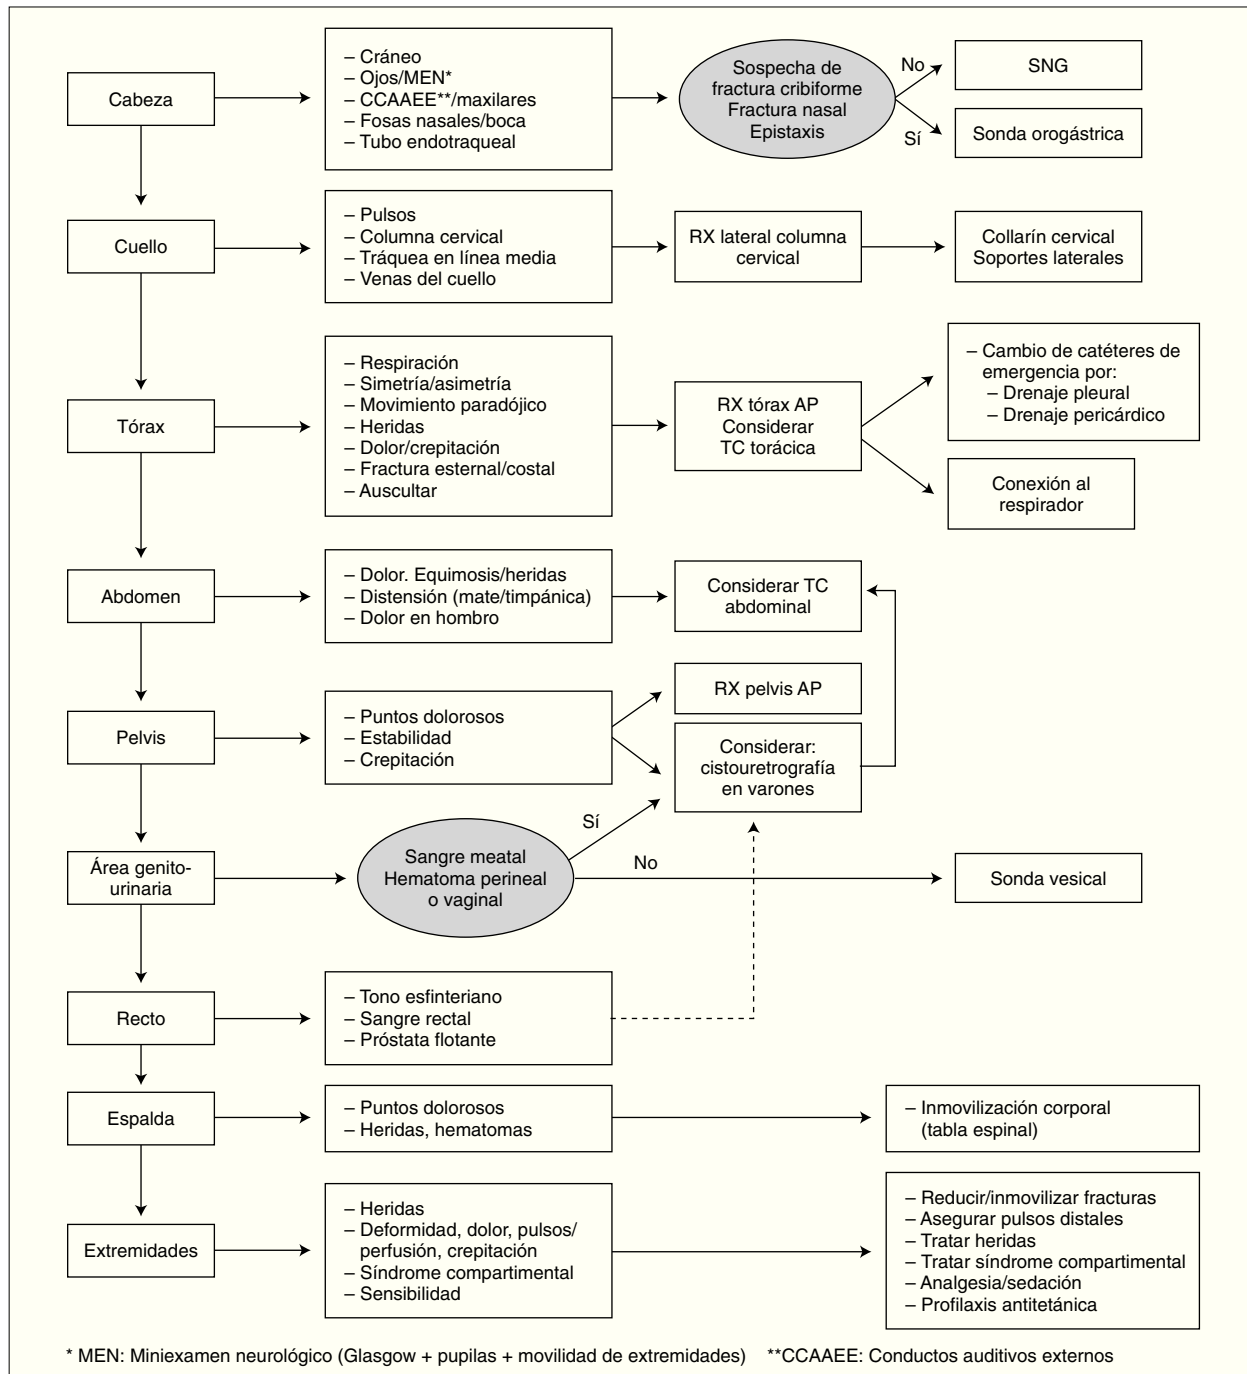 Cabeza
– Cráneo
– Ojos/MEN*
– CCAAEE**/maxilares
– Fosas nasales/boca
– Tubo endotraqueal
Sospecha de
fractura cribiforme
Fractura nasal
Epistaxis
No
SNG
Sí
Sonda orogástrica
Cuello
– Pulsos
– Columna cervical
– Tráquea en línea media
– Venas del cuello
RX lateral columna
cervical
Collarín cervical
Soportes laterales
Tórax
– Respiración
– Simetría/asimetría
– Movimiento paradójico
– Heridas
– Dolor/crepitación
– Fractura esternal/costal
– Auscultar
RX tórax AP
Considerar
TC torácica
– Cambio de catéteres de
emergencia por:
– Drenaje pleural
– Drenaje pericárdico
Conexión al
respirador
Abdomen
– Dolor. Equimosis/heridas
– Distensión (mate/timpánica)
– Dolor en hombro
Considerar TC
abdominal
Pelvis
– Puntos dolorosos
– Estabilidad
– Crepitación
RX pelvis AP
Considerar:
cistouretrografía
en varones
Área genito-
urinaria
Sangre meatal
Hematoma perineal
o vaginal
Sí
No
Sonda vesical
Recto
– Tono esfinteriano
– Sangre rectal
– Próstata flotante
Espalda
– Puntos dolorosos
– Heridas, hematomas
– Inmovilización corporal
(tabla espinal)
Extremidades
– Heridas
– Deformidad, dolor, pulsos/
perfusión, crepitación
– Síndrome compartimental
– Sensibilidad
– Reducir/inmovilizar fracturas
– Asegurar pulsos distales
– Tratar heridas
– Tratar síndrome compartimental
– Analgesia/sedación
– Profilaxis antitetánica
* MEN: Miniexamen neurológico (Glasgow + pupilas + movilidad de extremidades) **CCAAEE: Conductos auditivos externos